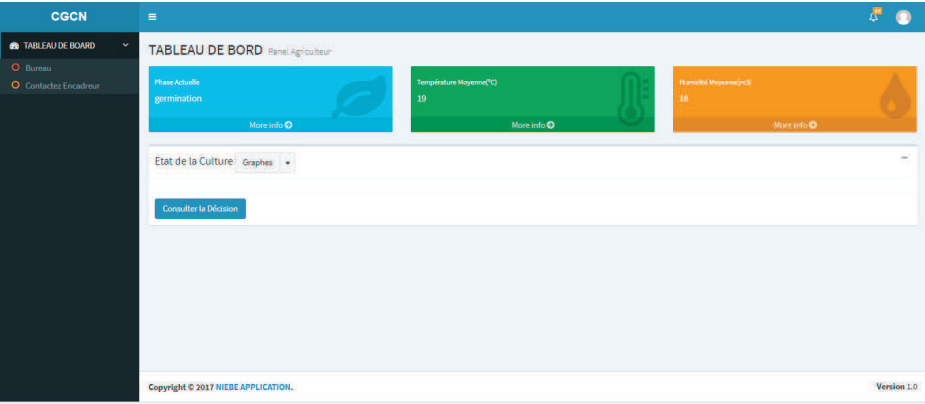 CGCN
TABLEAU DE BOARD
Bureau
Contactez Encadreur
TABLEAU DE BORD Panel Agriculteur
Phase Actuelle
germination
More info
Température Moyenne(°C)
19
More info
Humidité Moyenne
18
More info
Etat de la Culture Graphes
Consulter la Décision
Copyright © 2017 NIEBE APPLICATION.
Version 1.0